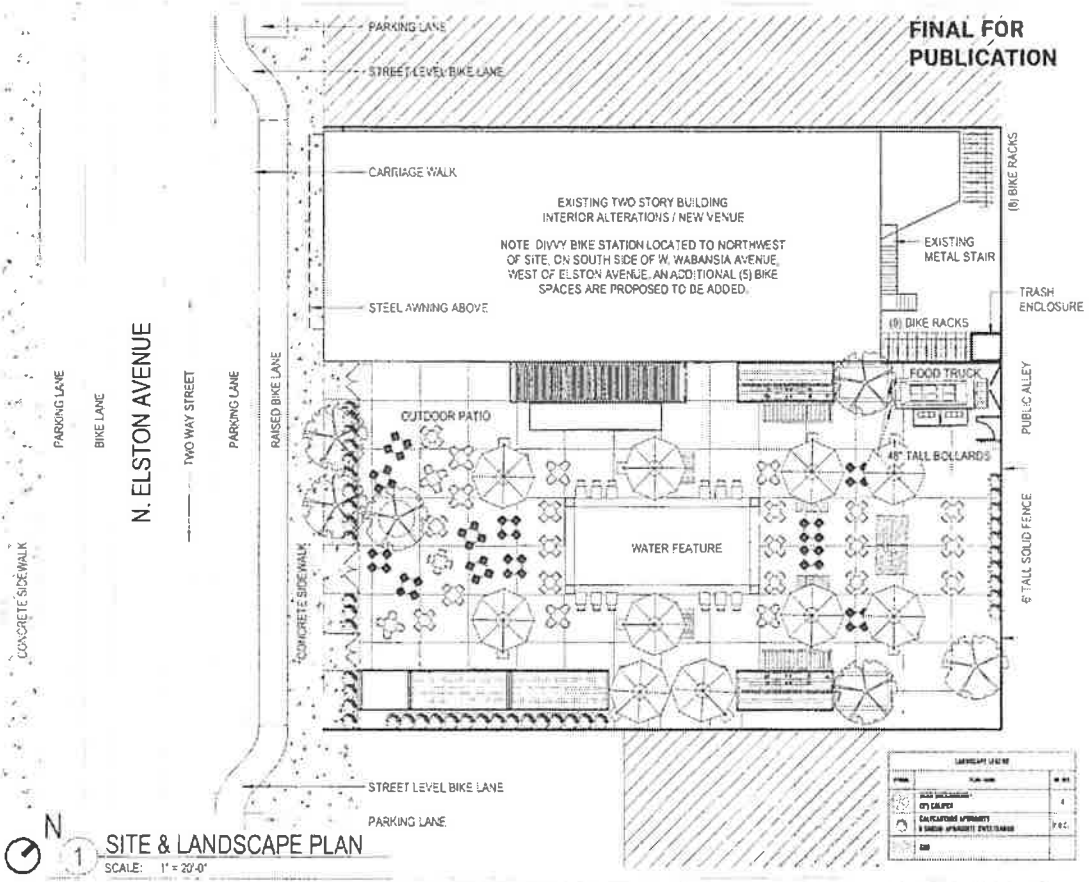 PARKING LANE
FINAL FOR
PUBLICATION
STREET LEVEL BIKE LANE
CARRIAGE WALK
(8) BIKE RACKS
EXISTING TWO STORY BUILDING
INTERIOR ALTERATIONS / NEW VENUE
NOTE DIVVY BIKE STATION LOCATED TO NORTHWEST
OF SITE, ON SOUTH SIDE OF W. WABANSIA AVENUE,
WEST OF ELSTON AVENUE, AN ADDITIONAL (5) BIKE
SPACES ARE PROPOSED TO BE ADDED.
EXISTING
METAL STAIR
STEEL AWNING ABOVE
TRASH
ENCLOSURE
(9) BIKE RACKS
FOOD TRUCK
PUBLIC ALLEY
OUTDOOR PATIO
48" TALL BOLLARDS
PARKING LANE
BIKE LANE
N. ELSTON AVENUE
TWO WAY STREET
PARKING LANE
RAISED BIKE LANE
WATER FEATURE
6' TALL SOLID FENCE
CONCRETE SIDEWALK
CONCRETE SIDEWALK
STREET LEVEL BIKE LANE
PARKING LANE
LANDSCAPE LEGEND
N
1
SITE & LANDSCAPE PLAN
SCALE: 1" = 20'-0"